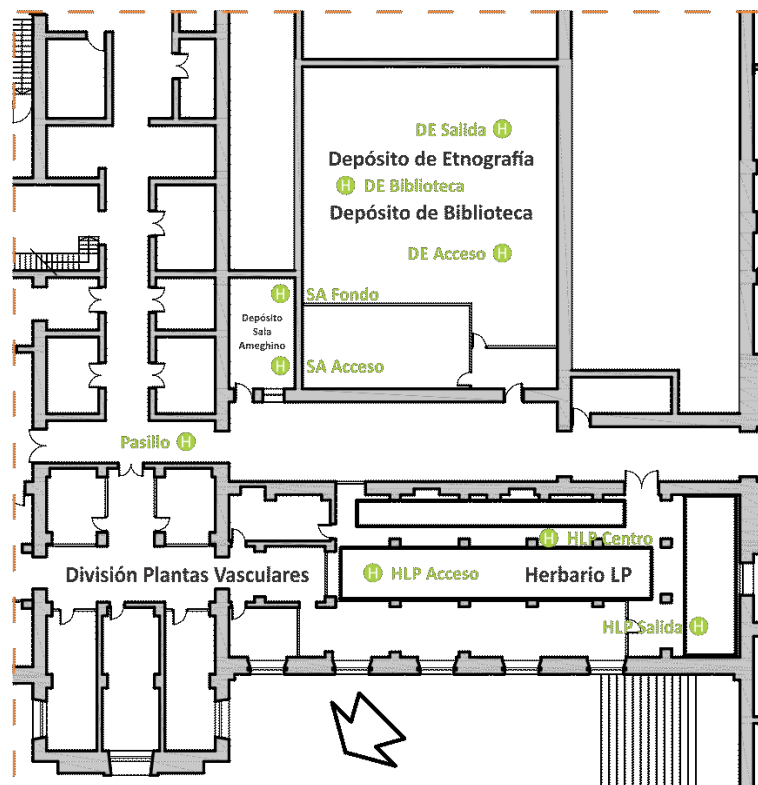 DE Salida H
Depósito de Etnografía
H DE Biblioteca
Depósito de Biblioteca
DE Acceso H
H SA Fondo
Depósito
Sala
Ameghino
H SA Acceso
Pasillo H
H HLP Centro
División Plantas Vasculares
H HLP Acceso
Herbario LP
HLP Salida H